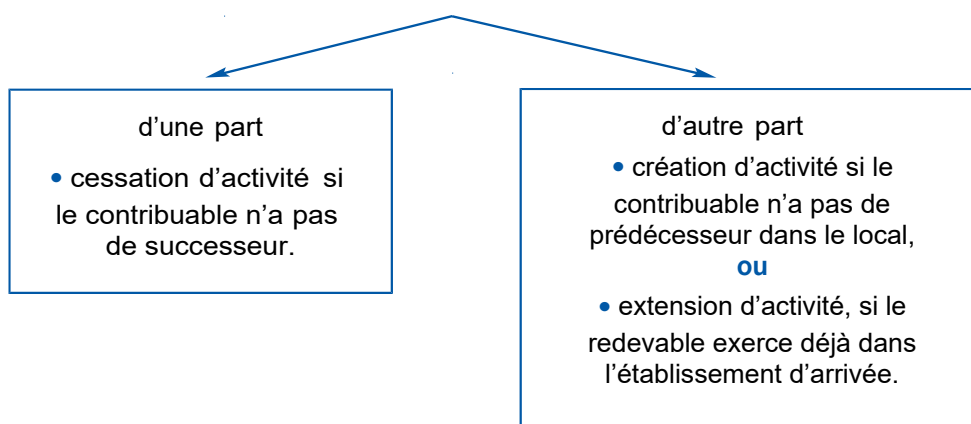 d'une part
• cessation d'activité si
le contribuable n'a pas
de successeur.
d'autre part
• création d'activité si le
contribuable n'a pas de
prédécesseur dans le local,
ou
• extension d'activité, si le
redevable exerce déjà dans
l'établissement d'arrivée.